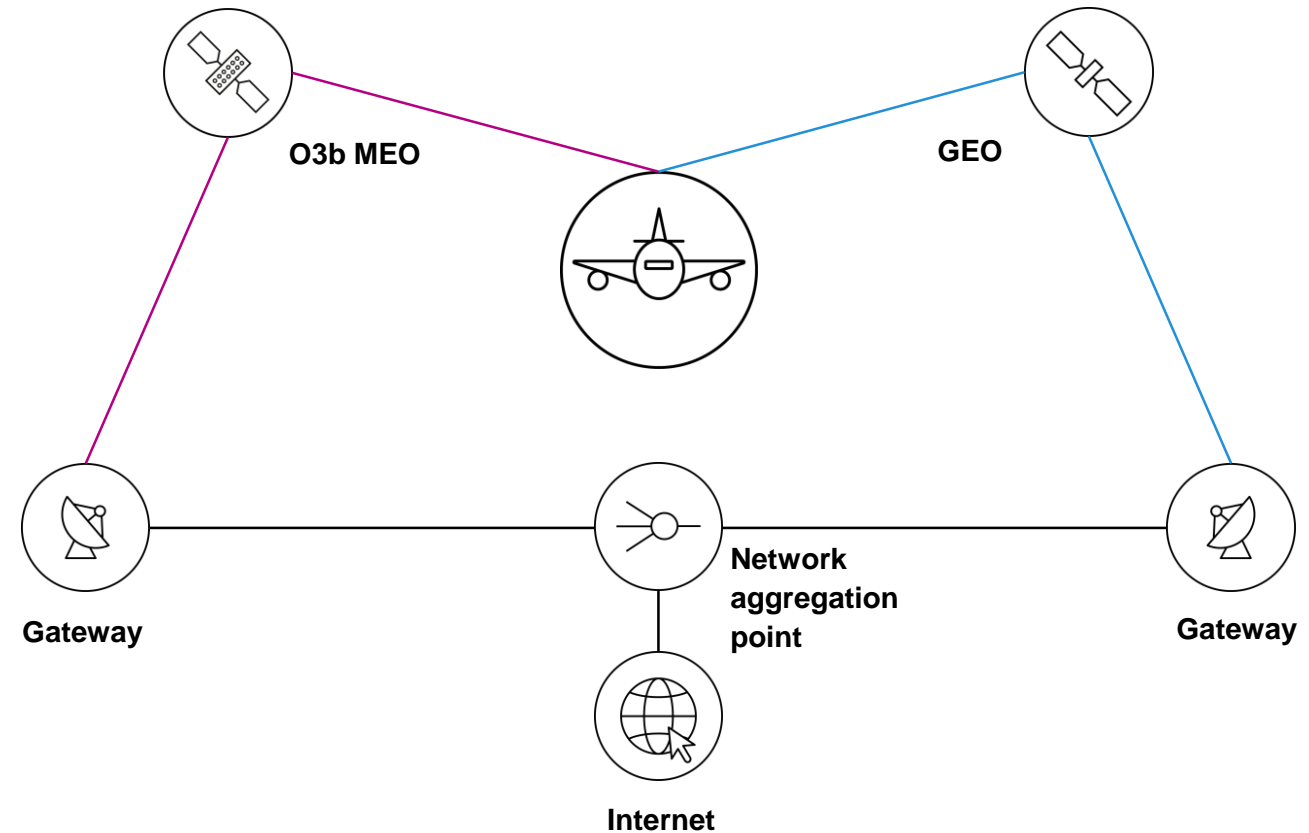 O3b MEO
GEO
Network
aggregation
point
Gateway
Gateway
Internet